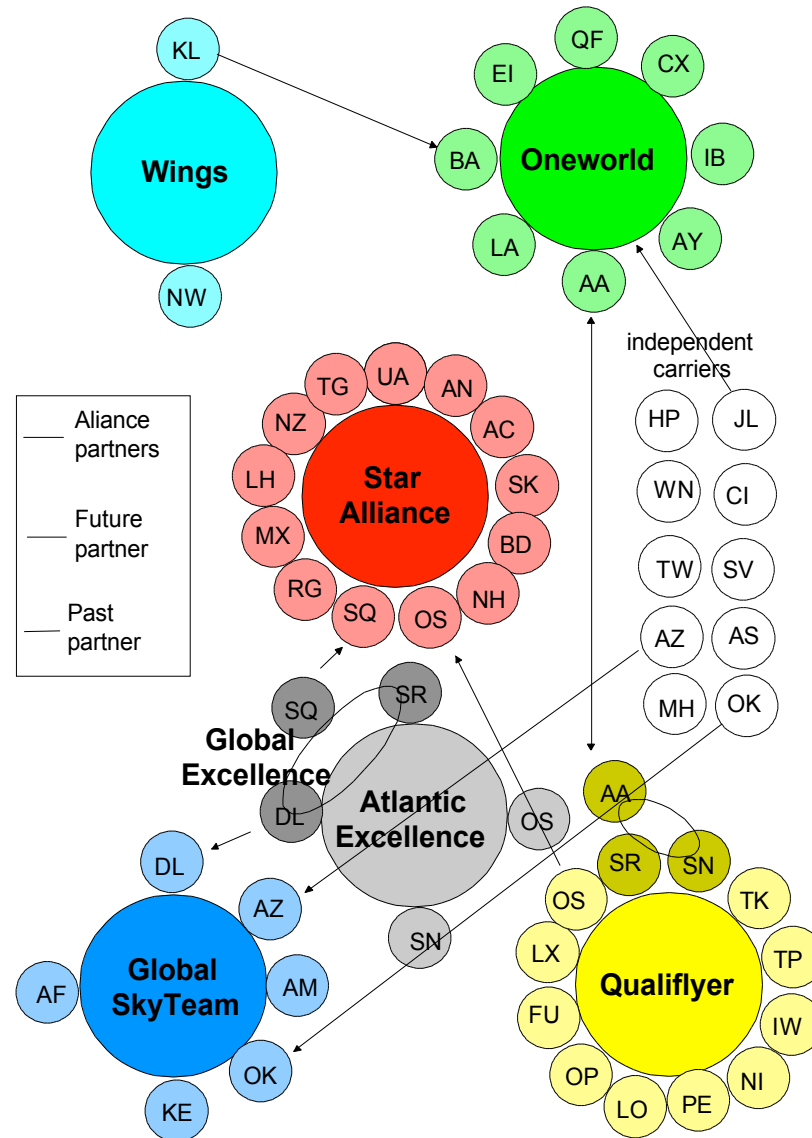 KL
Wings
NW
QF
EI
CX
BA
Oneworld
IB
LA
AY
AA
independent
carriers
HP
JL
WN
CI
TW
SV
AZ
AS
MH
OK
Aliance
partners
Future
partner
Past
partner
UA
TG
AN
NZ
AC
LH
Star
Alliance
SK
MX
BD
RG
NH
SQ
OS
SQ
SR
Global
Excellence
DL
Atlantic
Excellence
OS
SN
DL
AZ
AF
Global
SkyTeam
AM
OK
KE
AA
SR
SN
OS
TK
LX
TP
Qualiflyer
FU
IW
OP
NI
LO
PE